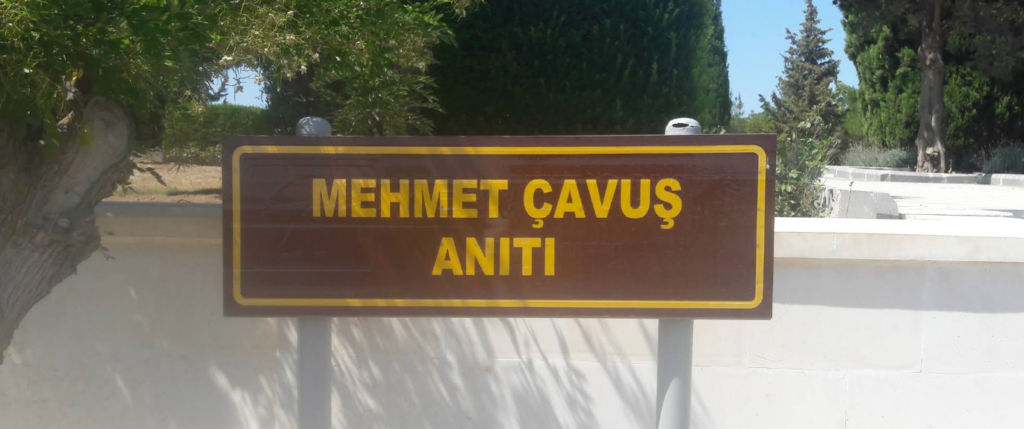 MEHMET ÇAVUŞ
ANITI